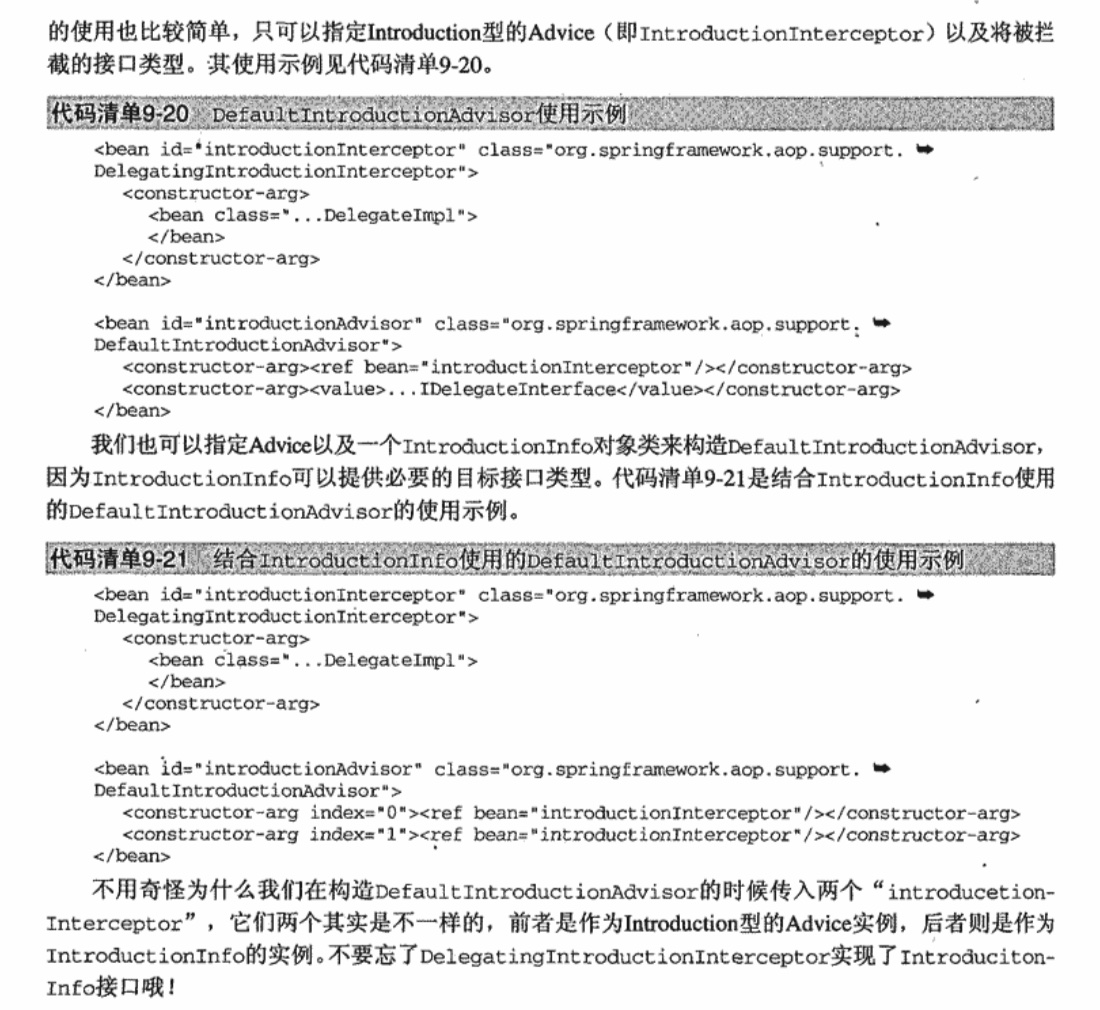 的使用也比较简单，只可以指定Introduction型的Advice（即IntroductionInterceptor）以及将被拦
截的接口类型。其使用示例见代码清单9-20。
代码清单9-20 DefaultIntroductionAdvisor使用示例
<bean id="introductionInterceptor" class="org.springframework.aop.support. ➥
DelegatingIntroductionInterceptor">
<constructor-arg>
<bean class="...DelegateImpl">
</bean>
</constructor-arg>
</bean>
<bean id="introductionAdvisor" class="org.springframework.aop.support. ➥
DefaultIntroductionAdvisor">
<constructor-arg><ref bean="introductionInterceptor"/></constructor-arg>
<constructor-arg><value>...IDelegateInterface</value></constructor-arg>
</bean>
我们也可以指定Advice以及一个IntroductionInfo对象类来构造DefaultIntroductionAdvisor，
因为IntroductionInfo可以提供必要的目标接口类型。代码清单9-21是结合IntroductionInfo使用
的DefaultIntroductionAdvisor的使用示例。
代码清单9-21 结合IntroductionInfo使用的DefaultIntroductionAdvisor的使用示例
<bean id="introductionInterceptor" class="org.springframework.aop.support. ➥
DelegatingIntroductionInterceptor">
<constructor-arg>
<bean class="...DelegateImpl">
</bean>
</constructor-arg>
</bean>
<bean id="introductionAdvisor" class="org.springframework.aop.support. ➥
DefaultIntroductionAdvisor">
<constructor-arg index="0"><ref bean="introductionInterceptor"/></constructor-arg>
<constructor-arg index="1"><ref bean="introductionInterceptor"/></constructor-arg>
</bean>
不用奇怪为什么我们在构造DefaultIntroductionAdvisor的时候传入两个“introducetion-
Interceptor”，它们两个其实是不一样的，前者是作为Introduction型的Advice实例，后者则是作为
IntroductionInfo的实例。不要忘了DelegatingIntroductionInterceptor实现了Introduciton-
Info接口哦！